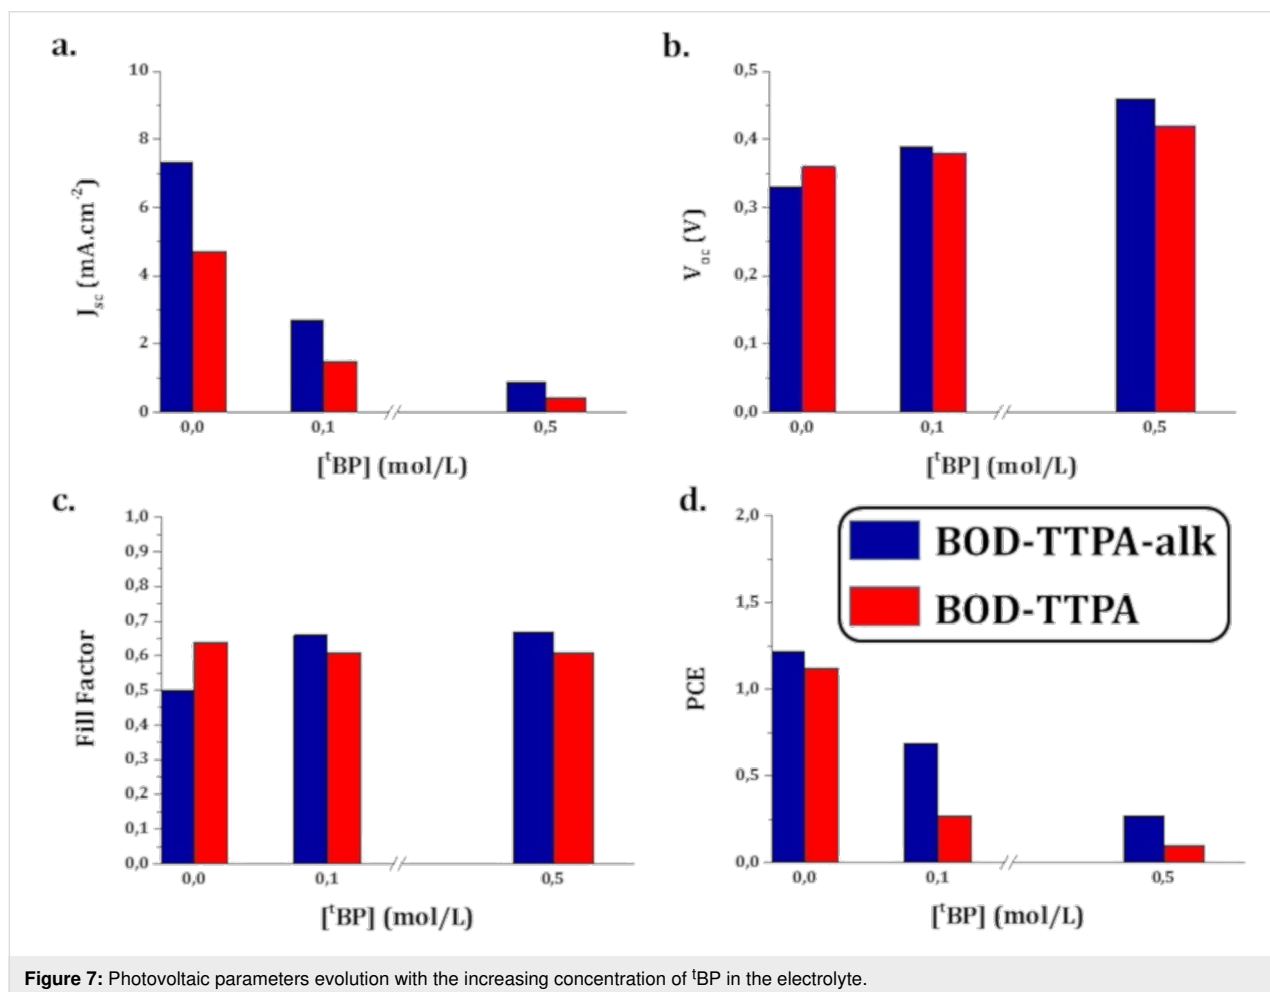 a.
10
8
6
4
2
0
J_sc (mA.cm^-2)
0,0 0,1 0,5
[^tBP] (mol/L)
b.
0,5
0,4
0,3
0,2
0,1
0,0
V_oc (V)
0,0 0,1 0,5
[^tBP] (mol/L)
c.
1,0
0,9
0,8
0,7
0,6
0,5
0,4
0,3
0,2
0,1
0,0
Fill Factor
0,0 0,1 0,5
[^tBP] (mol/L)
d.
2,0
1,5
1,0
0,5
0,0
PCE
BOD-TTPA-alk
BOD-TTPA
0,0 0,1 0,5
[^tBP] (mol/L)
Figure 7: Photovoltaic parameters evolution with the increasing concentration of ^tBP in the electrolyte.